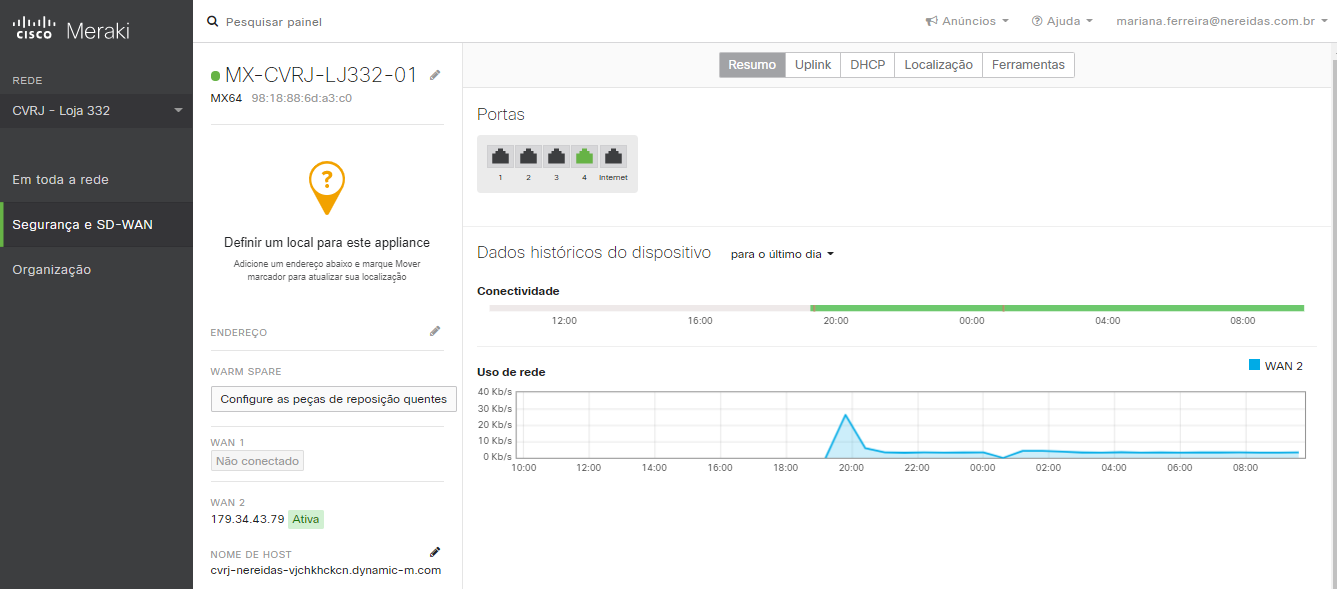 cisco Meraki
Pesquisar painel
Anúncios
Ajuda
mariana.ferreira@nereidas.com.br
REDE
CVRJ - Loja 332
Em toda a rede
Segurança e SD-WAN
Organização
MX-CVRJ-LJ332-01
MX64 98:18:88:6d:a3:c0
?
Definir um local para este appliance
Adicione um endereço abaixo e marque Mover
marcador para atualizar sua localização
ENDEREÇO
WARM SPARE
Configure as peças de reposição quentes
WAN 1
Não conectado
WAN 2
179.34.43.79 Ativa
NOME DE HOST
cvrj-nereidas-vjchkhckcn.dynamic-m.com
Resumo Uplink DHCP Localização Ferramentas
Portas
1 2 3 4 Internet
Dados históricos do dispositivo para o último dia
Conectividade
12:00 16:00 20:00 00:00 04:00 08:00
Uso de rede
WAN 2
40 Kb/s
30 Kb/s
20 Kb/s
10 Kb/s
0 Kb/s
10:00 12:00 14:00 16:00 18:00 20:00 22:00 00:00 02:00 04:00 06:00 08:00